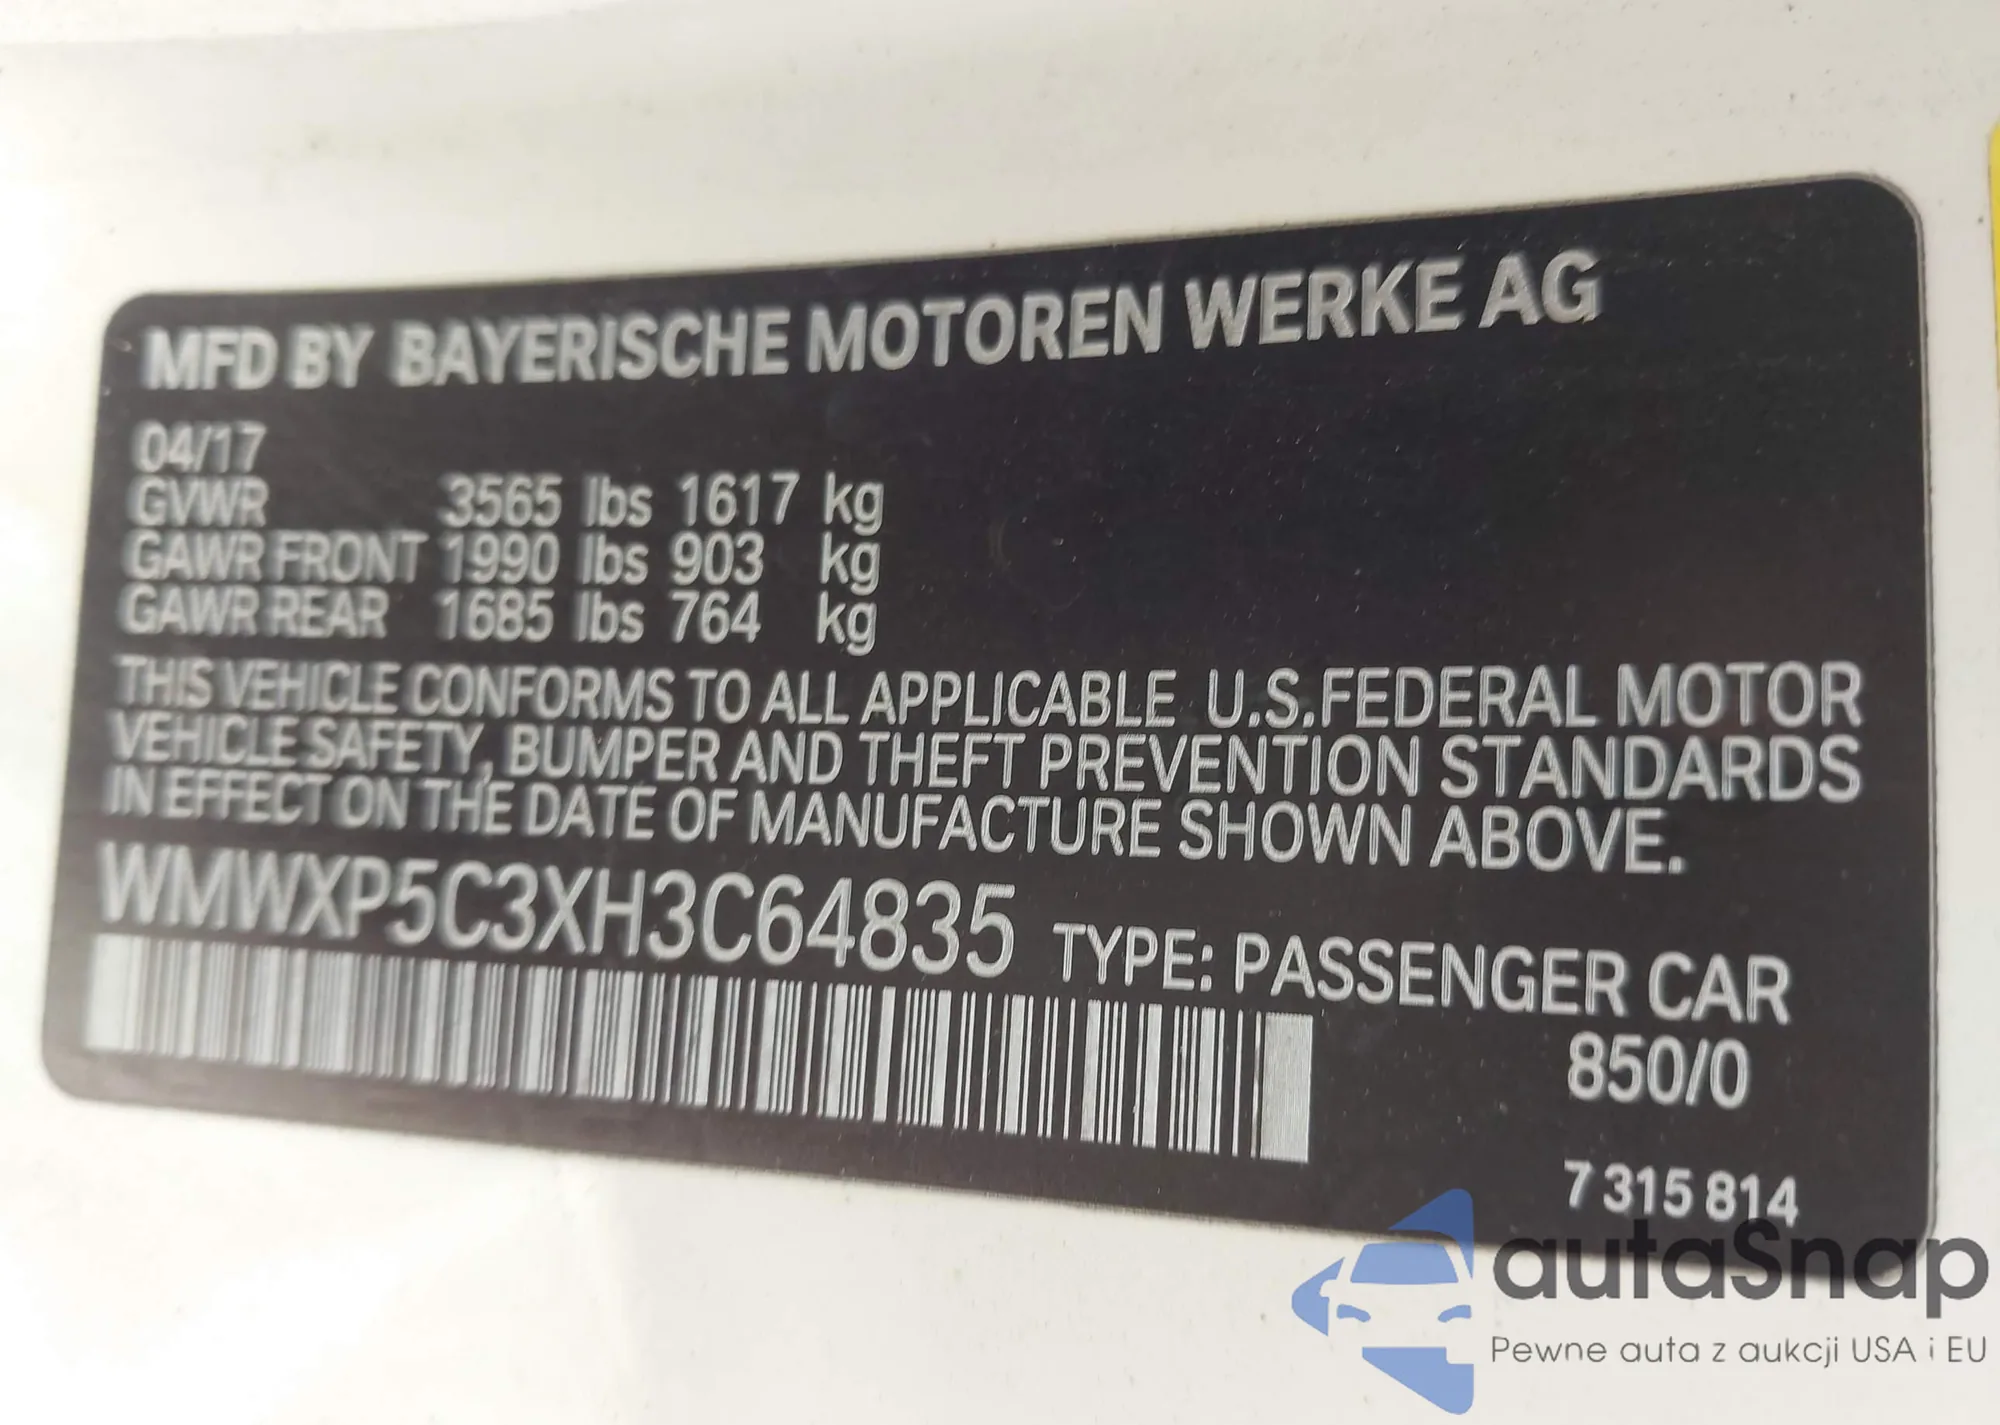 MFD BY BAYERISCHE MOTOREN WERKE AG
04/17
GVWR 3565 lbs 1617 kg
GAWR FRONT 1990 lbs 903 kg
GAWR REAR 1685 lbs 764 kg
THIS VEHICLE CONFORMS TO ALL APPLICABLE U.S.FEDERAL MOTOR
VEHICLE SAFETY, BUMPER AND THEFT PREVENTION STANDARDS
IN EFFECT ON THE DATE OF MANUFACTURE SHOWN ABOVE.
WMWXP5C3XH3C64835 TYPE: PASSENGER CAR
850/0
7 315 814
autaSnap
Pewne auta z aukcji USA i EU